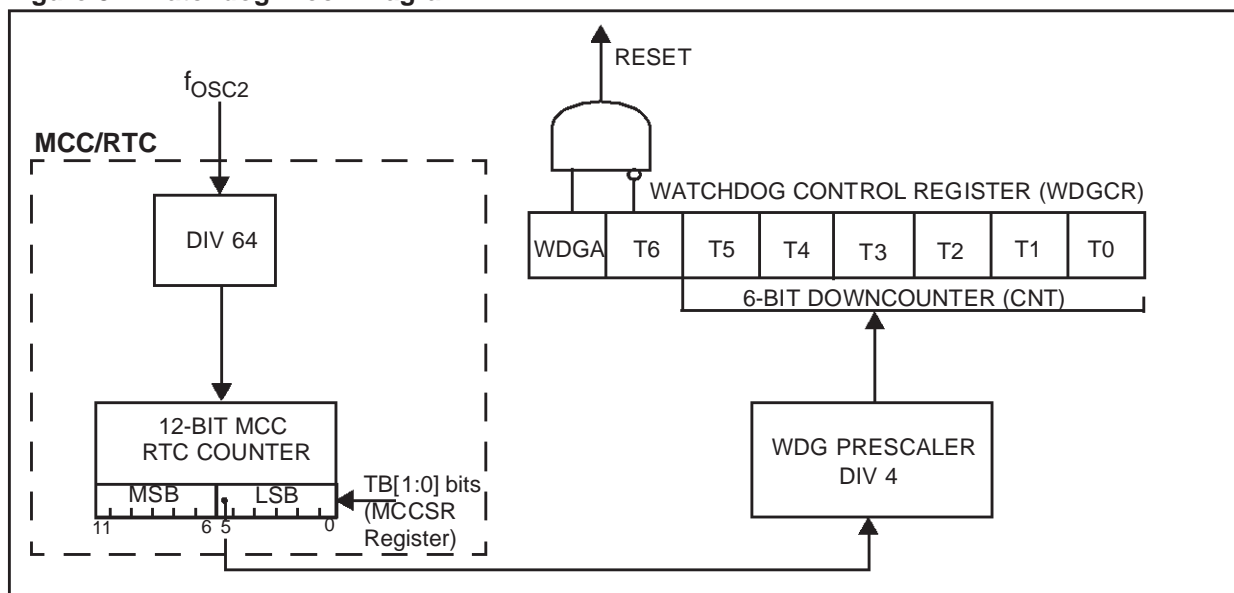 RESET
fOSC2
MCC/RTC
DIV 64
12-BIT MCC
RTC COUNTER
MSB LSB
11 6 5 0
TB[1:0] bits
(MCCSR
Register)
WATCHDOG CONTROL REGISTER (WDGCR)
WDGA T6 T5 T4 T3 T2 T1 T0
6-BIT DOWNCOUNTER (CNT)
WDG PRESCALER
DIV 4